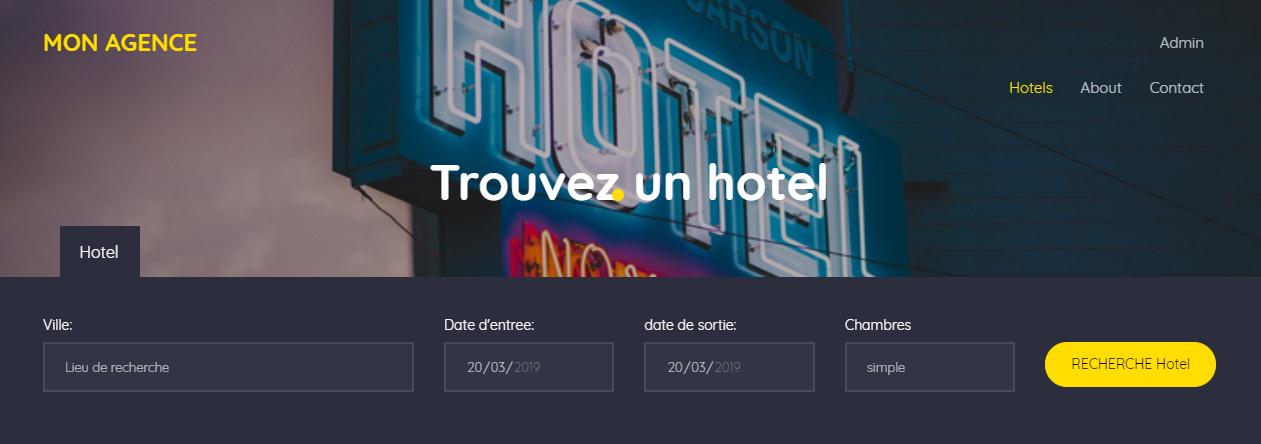 MON AGENCE
Admin
Hotels About Contact
CARSON
HOTEL
Trouvez un hotel
Hotel
Ville:
Date d'entree:
date de sortie:
Chambres
Lieu de recherche
20/03/2019
20/03/2019
simple
RECHERCHE Hotel